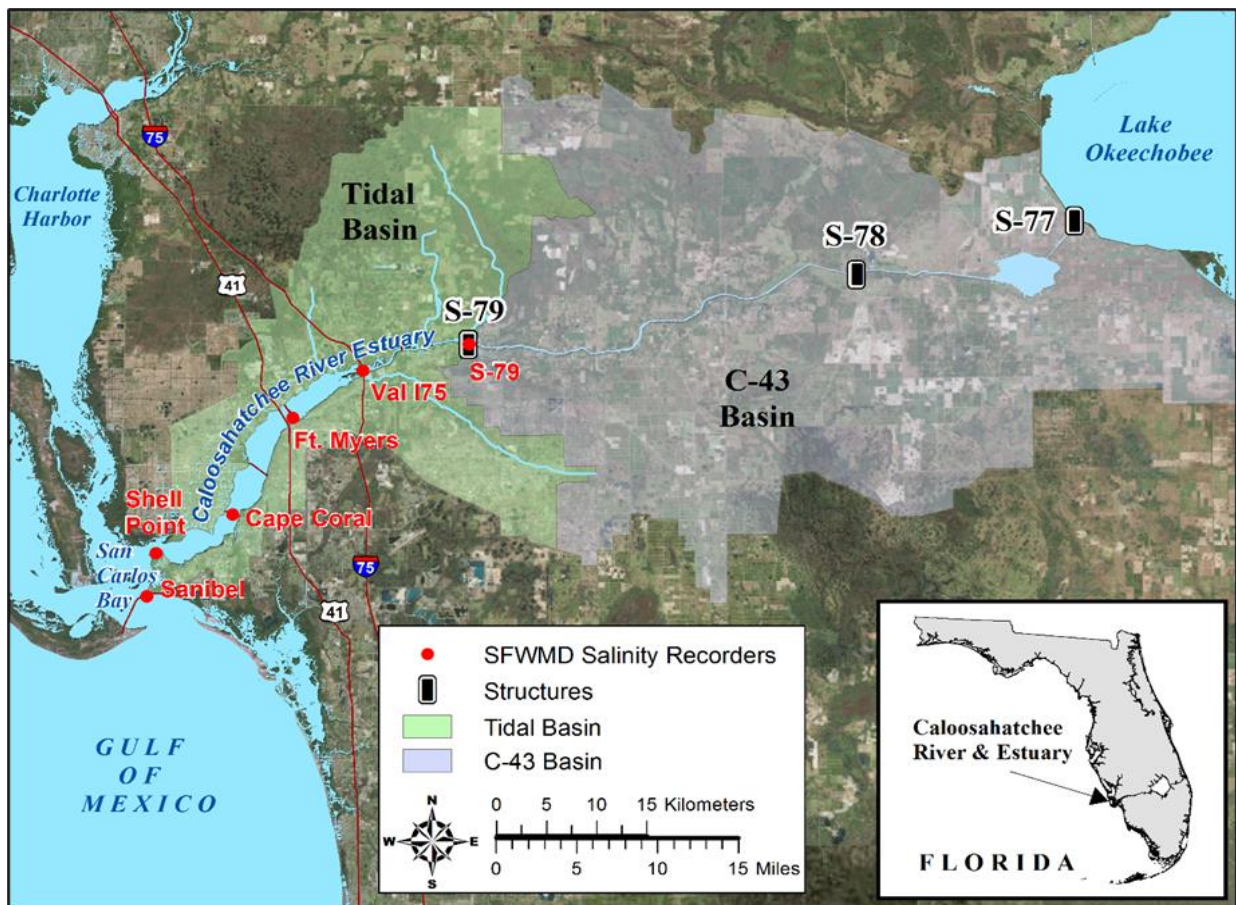 75
Lake
Okeechobee
Charlotte
Harbor
Tidal
Basin
S-77
S-78
41
S-79
S-79
Caloosahatchee River Estuary
Val I75
C-43
Basin
Ft. Myers
Shell
Point
Cape Coral
San
Carlos
Bay
Sanibel
75
41
GULF
OF
MEXICO
SFWMD Salinity Recorders
Structures
Tidal Basin
C-43 Basin
N
W
E
S
0 5 10 15 Kilometers
0 5 10 15 Miles
Caloosahatchee
River & Estuary
FLORIDA